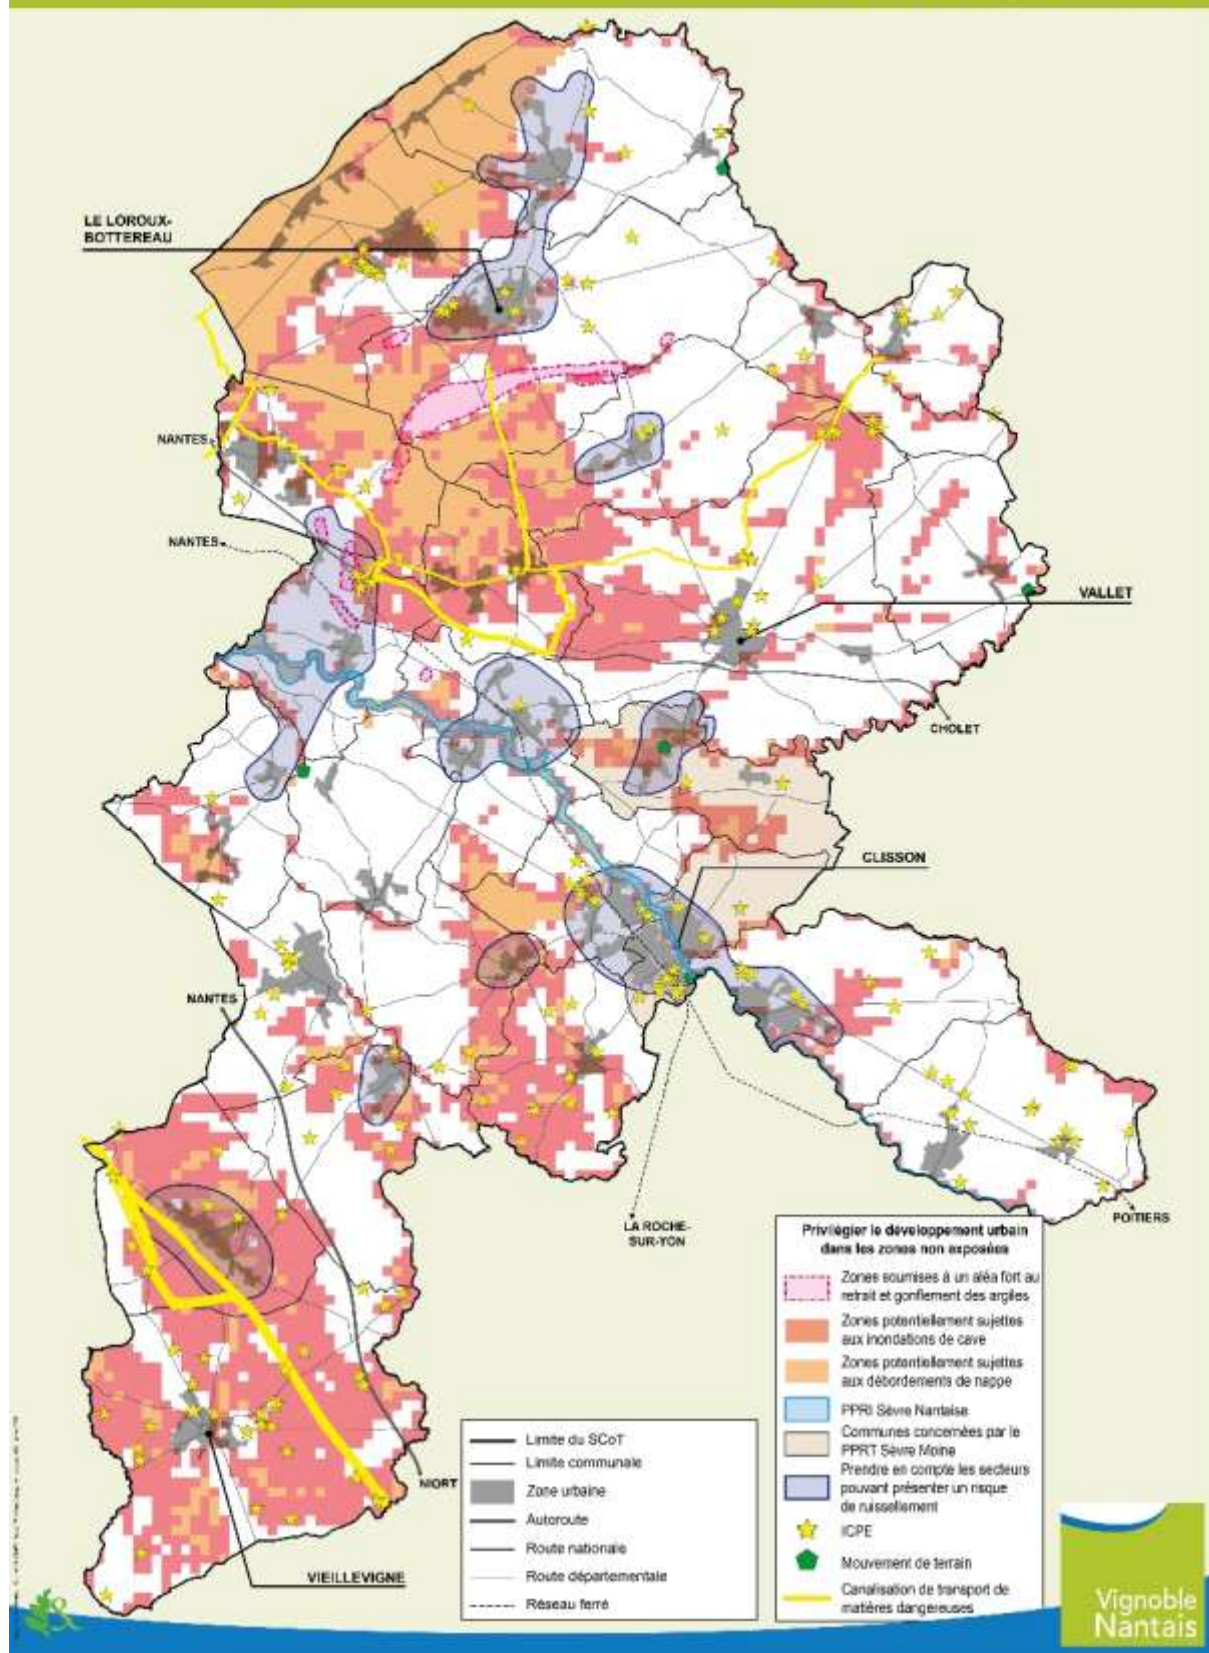 LE LOROUX-
BOTTEREAU
NANTES
NANTES
VALLET
CHOLET
CLISSON
NANTES
LA ROCHE-
SUR-YON
POITIERS
NIORT
VIEILLEVIGNE
Privilégier le développement urbain
dans les zones non exposées
Zones soumises à un aléa fort au
retrait et gonflement des argiles
Zones potentiellement sujettes
aux inondations de cave
Zones potentiellement sujettes
aux débordements de nappe
PPRI Sèvre Nantaise
Communes concernées par le
PPRT Sèvre Moine
Prendre en compte les secteurs
pouvant présenter un risque
de ruissellement
ICPE
Mouvement de terrain
Canalisation de transport de
matières dangereuses
Limite du SCoT
Limite communale
Zone urbaine
Autoroute
Route nationale
Route départementale
Réseau ferré
Vignoble
Nantais